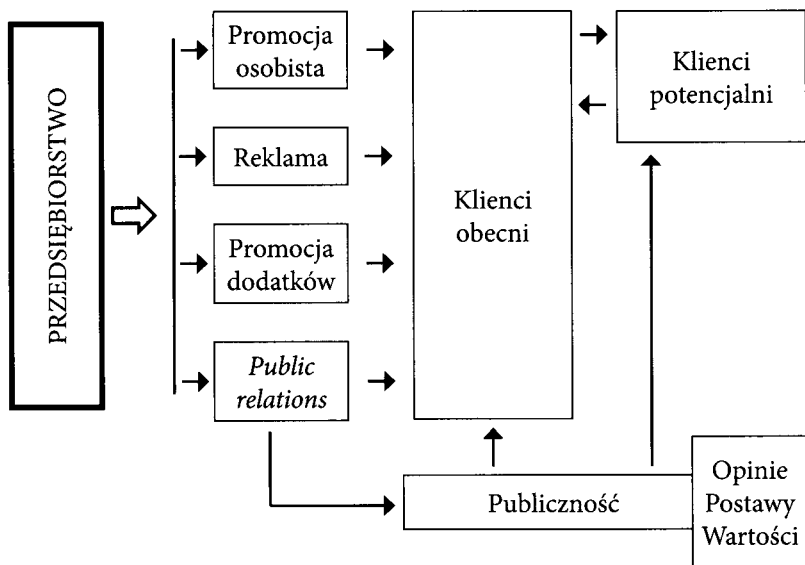 PRZEDSIĘBIORSTWO
Promocja
osobista
Reklama
Promocja
dodatków
Public
relations
Klienci
obecni
Klienci
potencjalni
Publiczność
Opinie
Postawy
Wartości